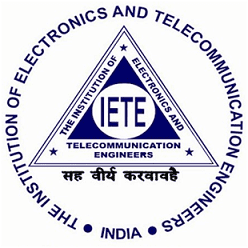 THE INSTITUTION OF ELECTRONICS AND TELECOMMUNICATION ENGINEERS
• INDIA •
THE INSTITUTION OF
ELECTRONICS AND
IETE
TELECOMMUNICATION
ENGINEERS
सह वीर्य करवावहै